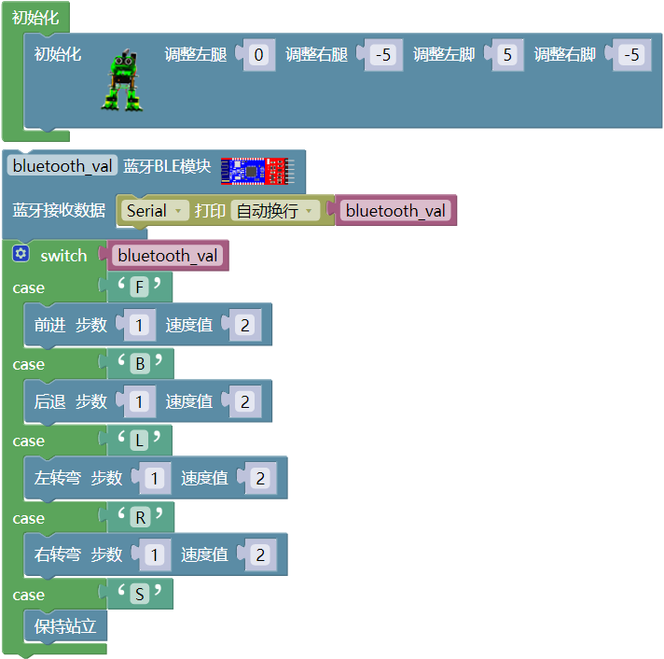 初始化
初始化 调整左腿 0 调整右腿 -5 调整左脚 5 调整右脚 -5
bluetooth_val 蓝牙BLE模块
蓝牙接收数据 Serial 打印 自动换行 bluetooth_val
switch bluetooth_val
case ‘ F ’
前进 步数 1 速度值 2
case ‘ B ’
后退 步数 1 速度值 2
case ‘ L ’
左转弯 步数 1 速度值 2
case ‘ R ’
右转弯 步数 1 速度值 2
case ‘ S ’
保持站立